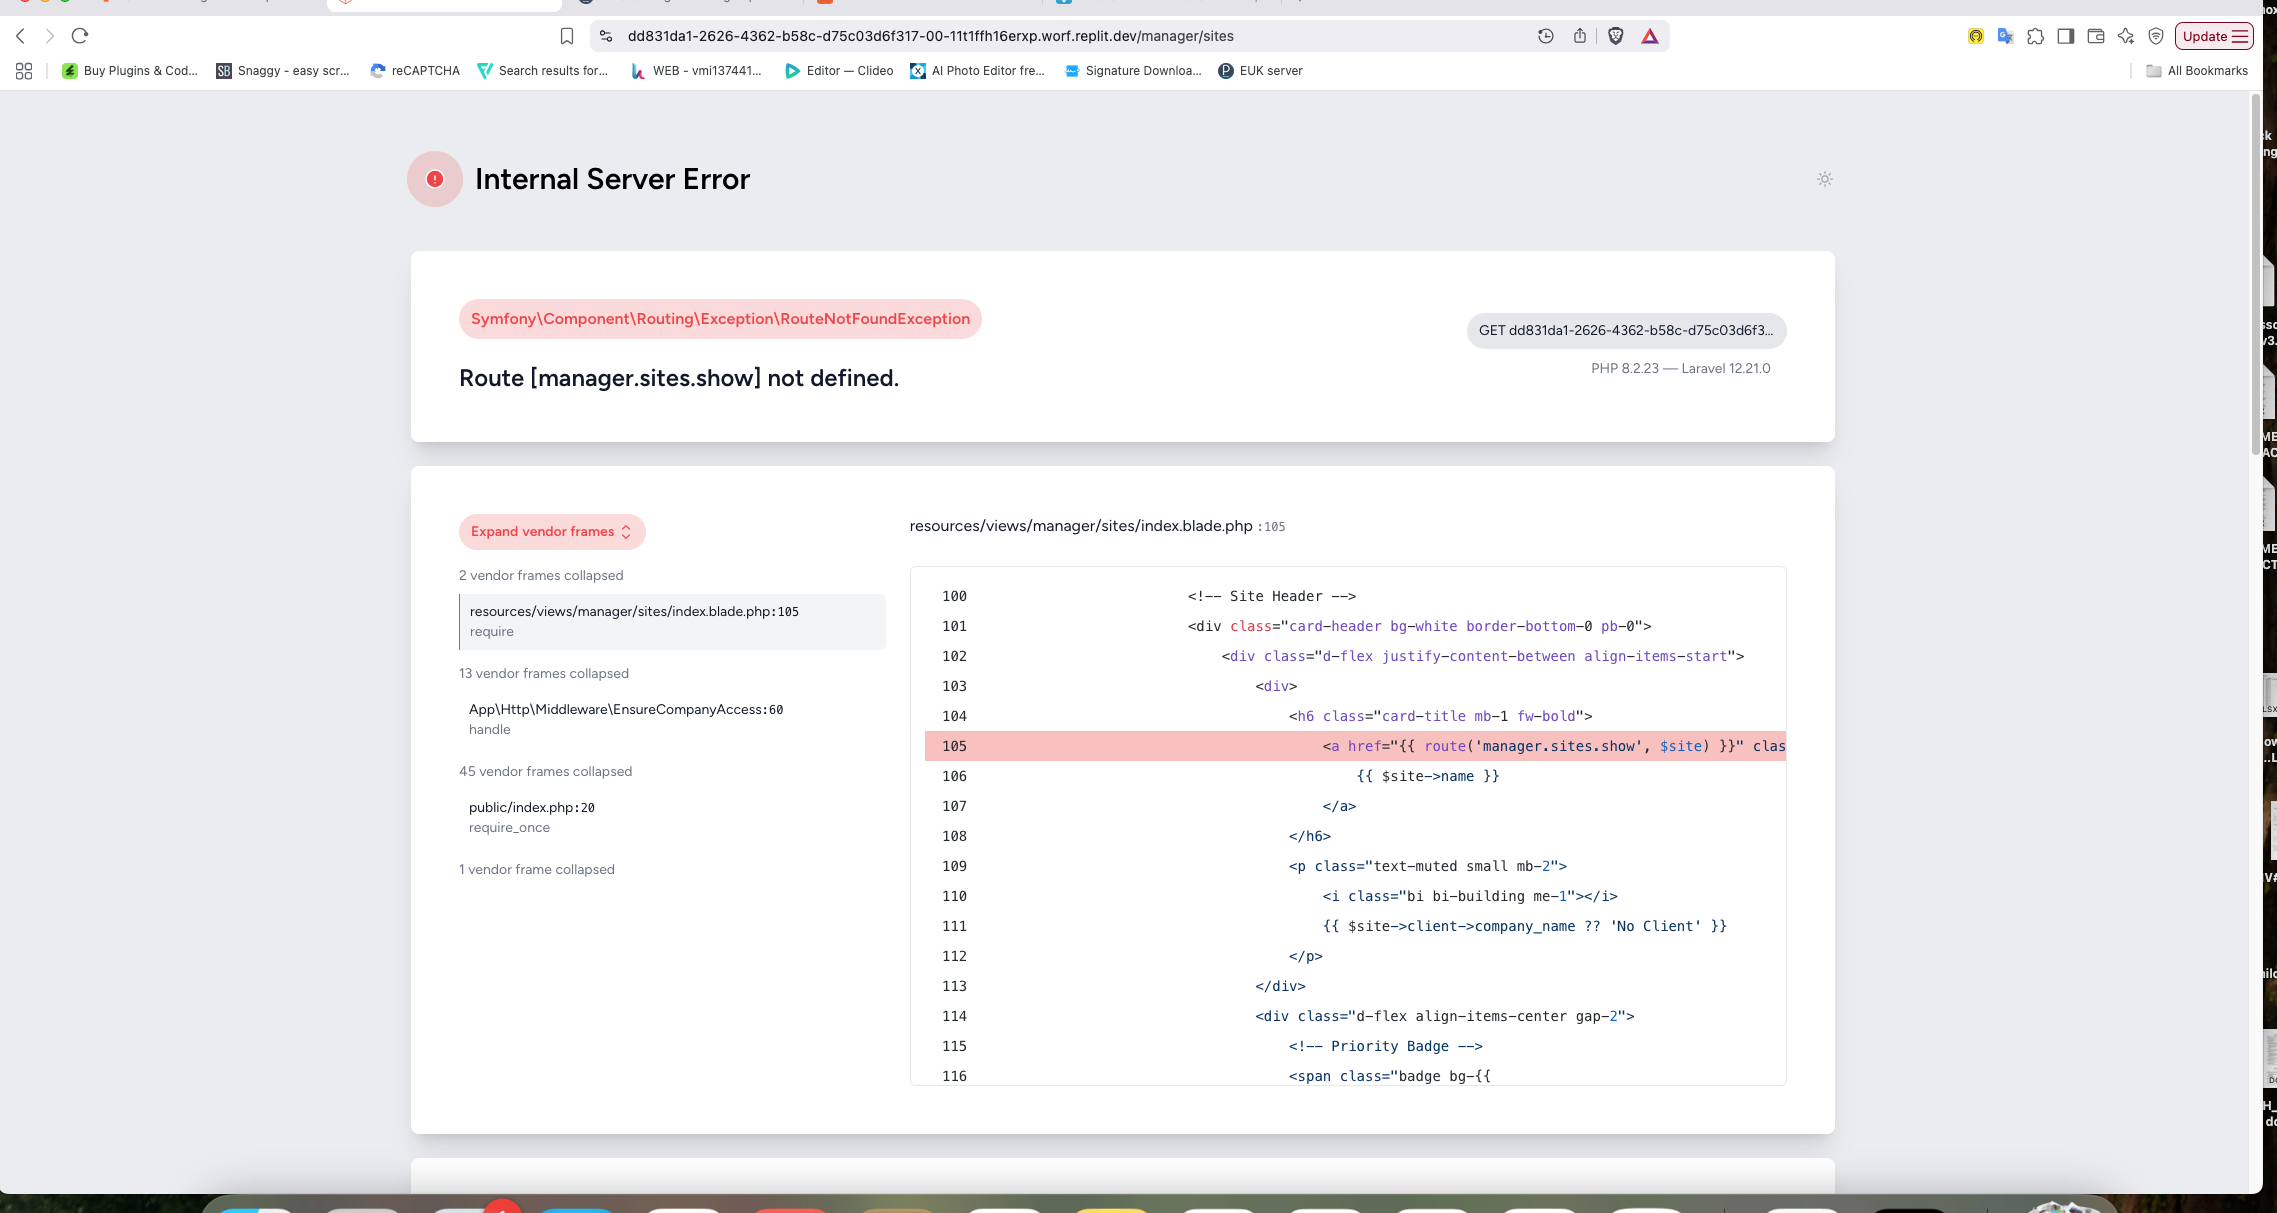 dd831da1-2626-4362-b58c-d75c03d6f317-00-11t1ffh16erxp.worf.replit.dev/manager/sites
Update
Buy Plugins & Cod...
Snaggy - easy scr...
reCAPTCHA
Search results for...
WEB - vmi137441...
Editor — Clideo
AI Photo Editor fre...
Signature Downloa...
EUK server
All Bookmarks
Internal Server Error
Symfony\Component\Routing\Exception\RouteNotFoundException
GET dd831da1-2626-4362-b58c-d75c03d6f3...
Route [manager.sites.show] not defined.
PHP 8.2.23 — Laravel 12.21.0
Expand vendor frames
2 vendor frames collapsed
resources/views/manager/sites/index.blade.php:105
require
13 vendor frames collapsed
App\Http\Middleware\EnsureCompanyAccess:60
handle
45 vendor frames collapsed
public/index.php:20
require_once
1 vendor frame collapsed
resources/views/manager/sites/index.blade.php :105
100 <!-- Site Header -->
101 <div class="card-header bg-white border-bottom-0 pb-0">
102 <div class="d-flex justify-content-between align-items-start">
103 <div>
104 <h6 class="card-title mb-1 fw-bold">
105 <a href="{{ route('manager.sites.show', $site) }}" clas
106 {{ $site->name }}
107 </a>
108 </h6>
109 <p class="text-muted small mb-2">
110 <i class="bi bi-building me-1"></i>
111 {{ $site->client->company_name ?? 'No Client' }}
112 </p>
113 </div>
114 <div class="d-flex align-items-center gap-2">
115 <!-- Priority Badge -->
116 <span class="badge bg-{{